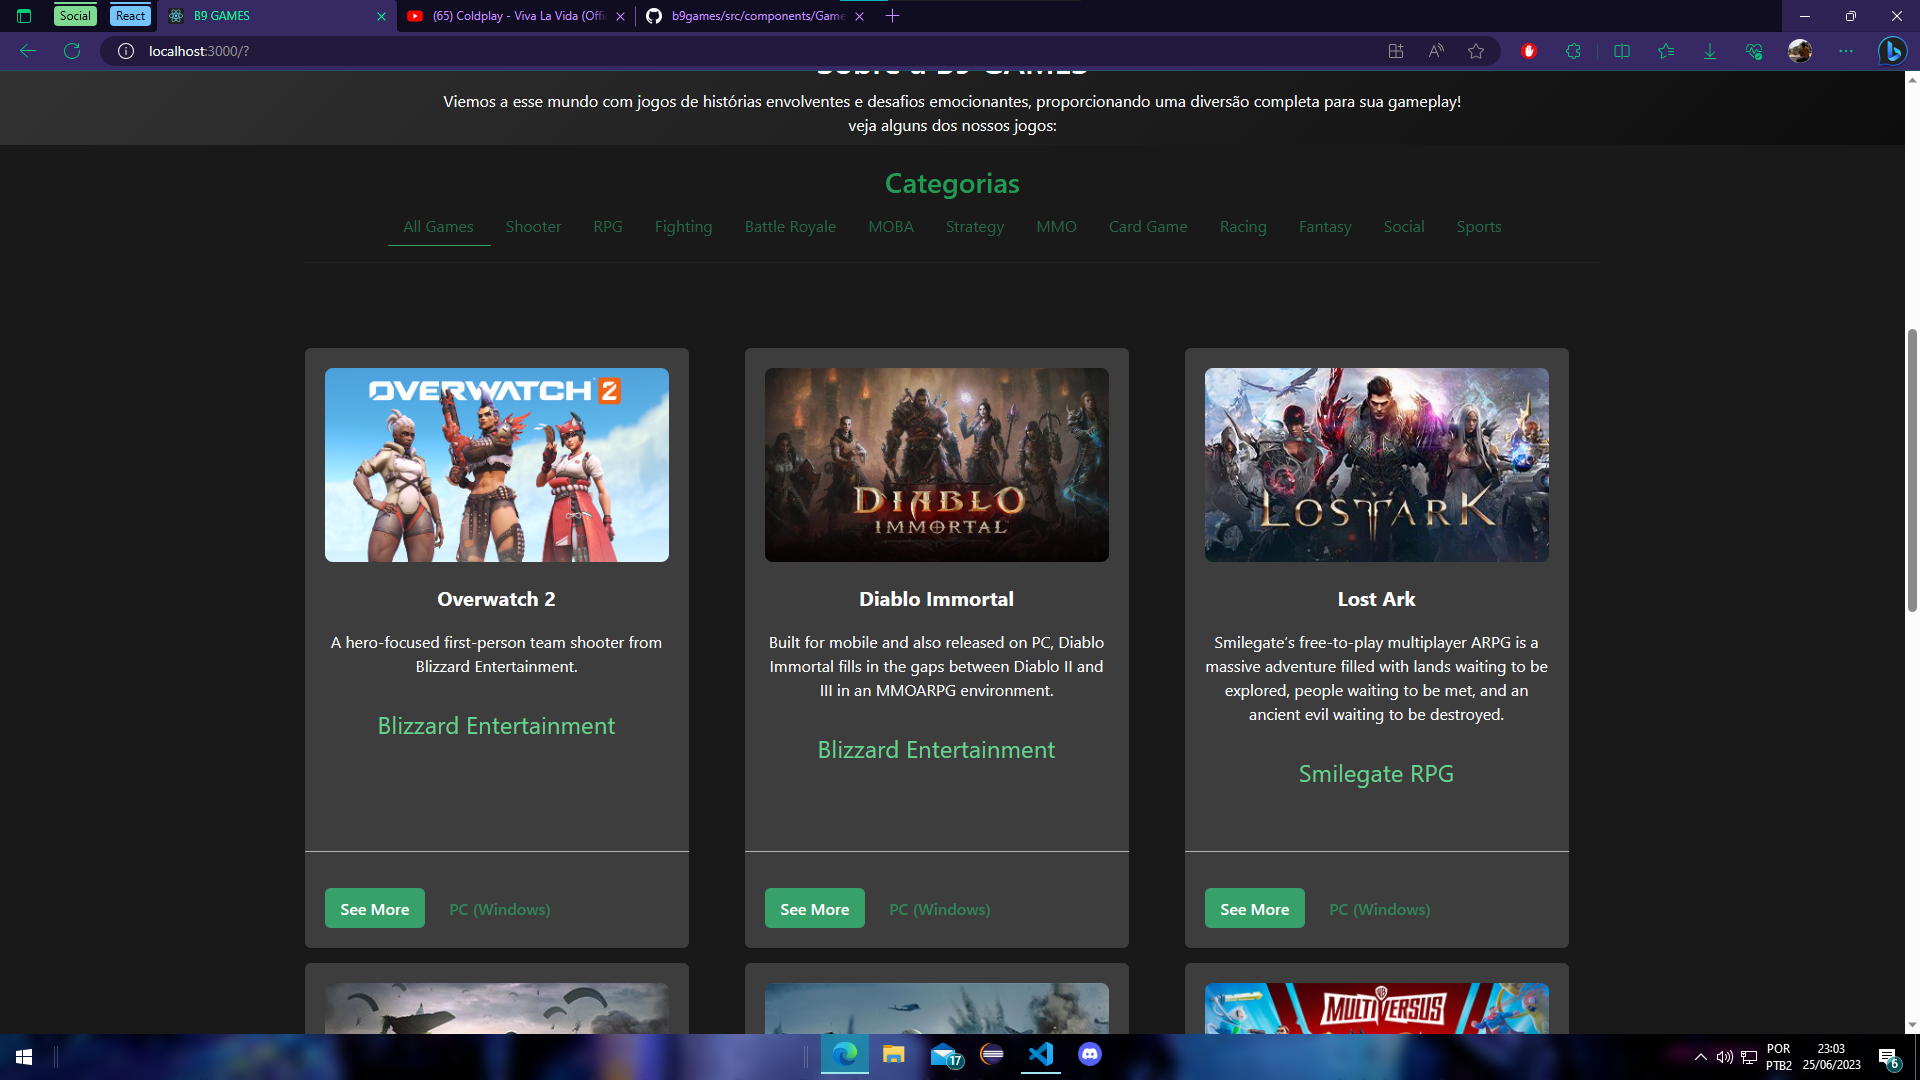 Social
React
B9 GAMES
(65) Coldplay - Viva La Vida (Offi
b9games/src/components/Game
localhost:3000/?
Sobre a B9 GAMES
Viemos a esse mundo com jogos de histórias envolventes e desafios emocionantes, proporcionando uma diversão completa para sua gameplay!
veja alguns dos nossos jogos:
Categorias
All Games Shooter RPG Fighting Battle Royale MOBA Strategy MMO Card Game Racing Fantasy Social Sports
OVERWATCH 2
DIABLO
IMMORTAL
LOST ARK
Overwatch 2
A hero-focused first-person team shooter from
Blizzard Entertainment.
Blizzard Entertainment
See More PC (Windows)
Diablo Immortal
Built for mobile and also released on PC, Diablo
Immortal fills in the gaps between Diablo II and
III in an MMOARPG environment.
Blizzard Entertainment
See More PC (Windows)
Lost Ark
Smilegate's free-to-play multiplayer ARPG is a
massive adventure filled with lands waiting to be
explored, people waiting to be met, and an
ancient evil waiting to be destroyed.
Smilegate RPG
See More PC (Windows)
MULTIVERSUS
17
POR
PTB2
23:03
25/06/2023
6